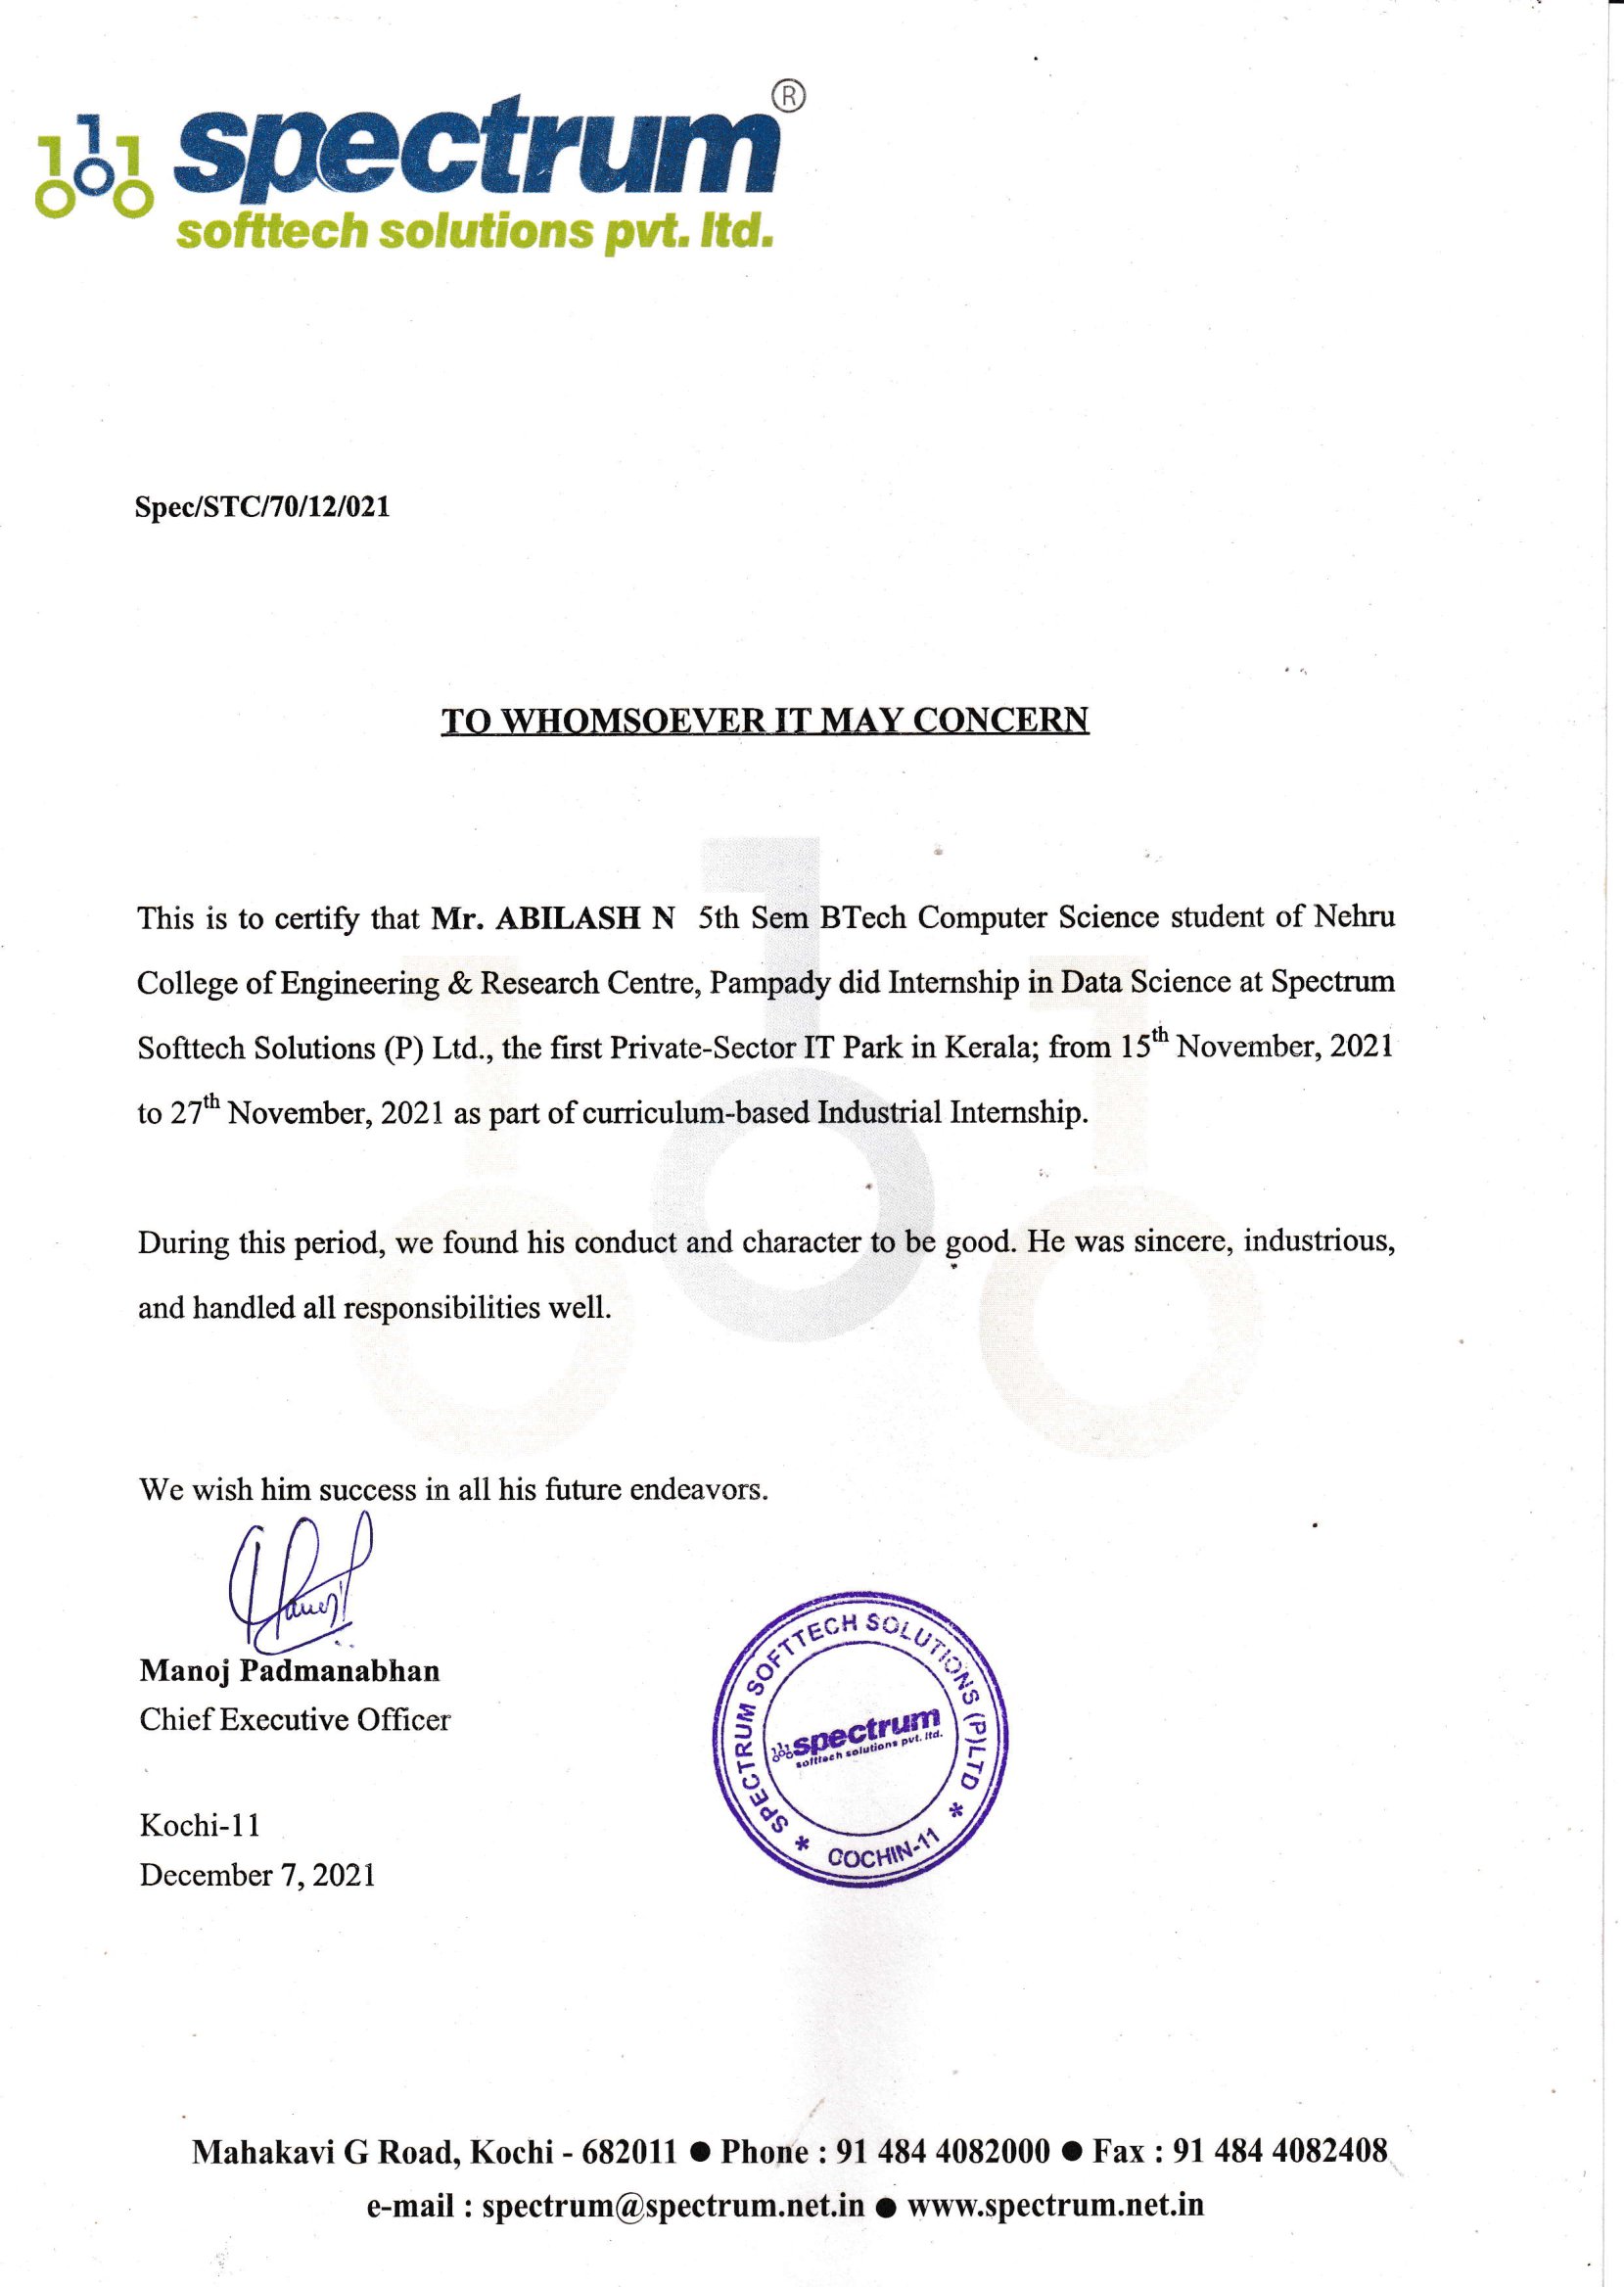 spectrum®
softtech solutions pvt. ltd.
Spec/STC/70/12/021
TO WHOMSOEVER IT MAY CONCERN
This is to certify that Mr. ABILASH N 5th Sem BTech Computer Science student of Nehru
College of Engineering & Research Centre, Pampady did Internship in Data Science at Spectrum
Softtech Solutions (P) Ltd., the first Private-Sector IT Park in Kerala; from 15th November, 2021
to 27th November, 2021 as part of curriculum-based Industrial Internship.
During this period, we found his conduct and character to be good. He was sincere, industrious,
and handled all responsibilities well.
We wish him success in all his future endeavors.
Manoj
Manoj Padmanabhan
Chief Executive Officer
Kochi-11
December 7, 2021
SPECTRUM SOFTTECH SOLUTIONS (P)LTD
spectrum
softtech solutions pvt. ltd.
* COCHIN-11 *
Mahakavi G Road, Kochi - 682011 ● Phone : 91 484 4082000 ● Fax : 91 484 4082408
e-mail : spectrum@spectrum.net.in ● www.spectrum.net.in